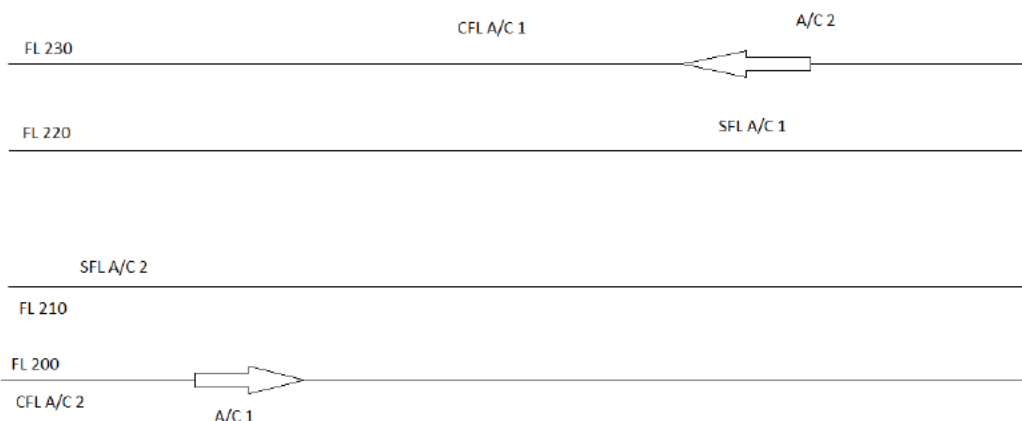 CFL A/C 1
A/C 2
FL 230
SFL A/C 1
FL 220
SFL A/C 2
FL 210
FL 200
CFL A/C 2
A/C 1